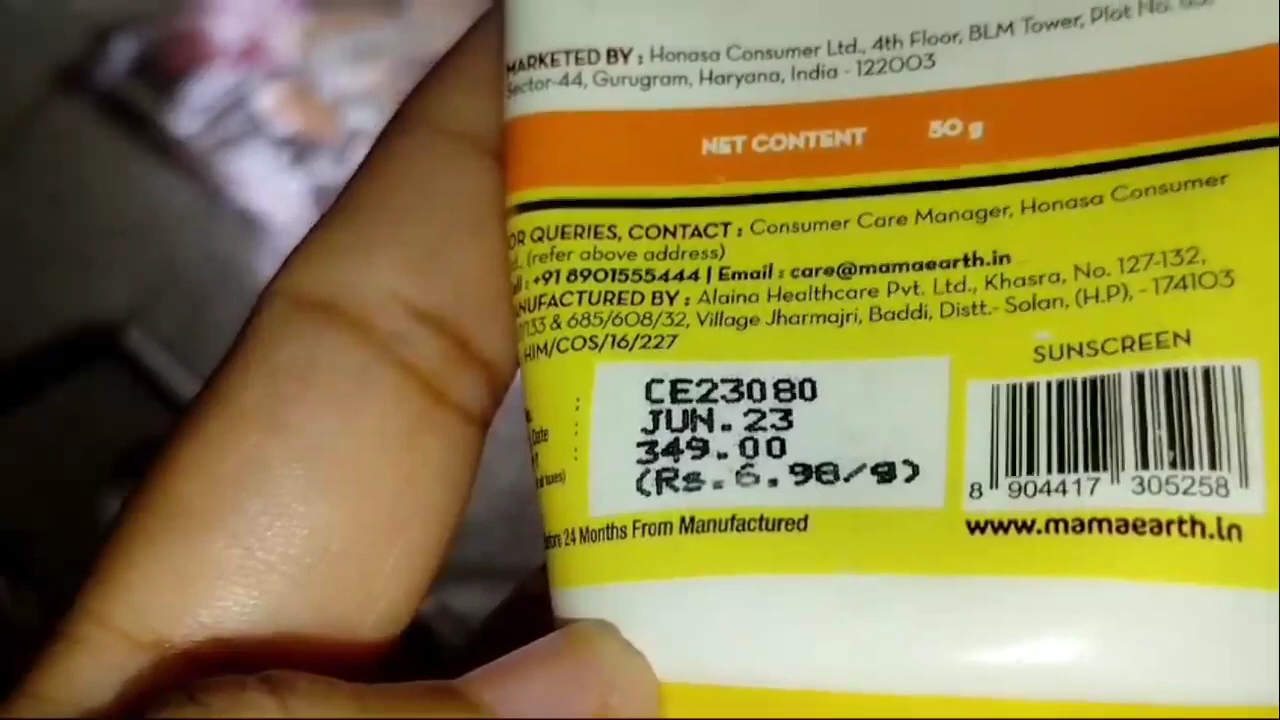 MARKETED BY : Honasa Consumer Ltd., 4th Floor, BLM Tower, Plot No.
Sector-44, Gurugram, Haryana, India - 122003
NET CONTENT 50 g
OR QUERIES, CONTACT : Consumer Care Manager, Honasa Consumer
d. (refer above address)
ll : +91 8901555444 | Email : care@mamaearth.in
NUFACTURED BY : Alaina Healthcare Pvt. Ltd., Khasra, No. 127-132,
133 & 685/608/32, Village Jharmajri, Baddi, Distt.- Solan, (H.P), - 174103
HIM/COS/16/227
SUNSCREEN
CE23080
JUN.23
Date
349.00
(Rs.6.98/g)
8 904417 305258
24 Months From Manufactured
www.mamaearth.in